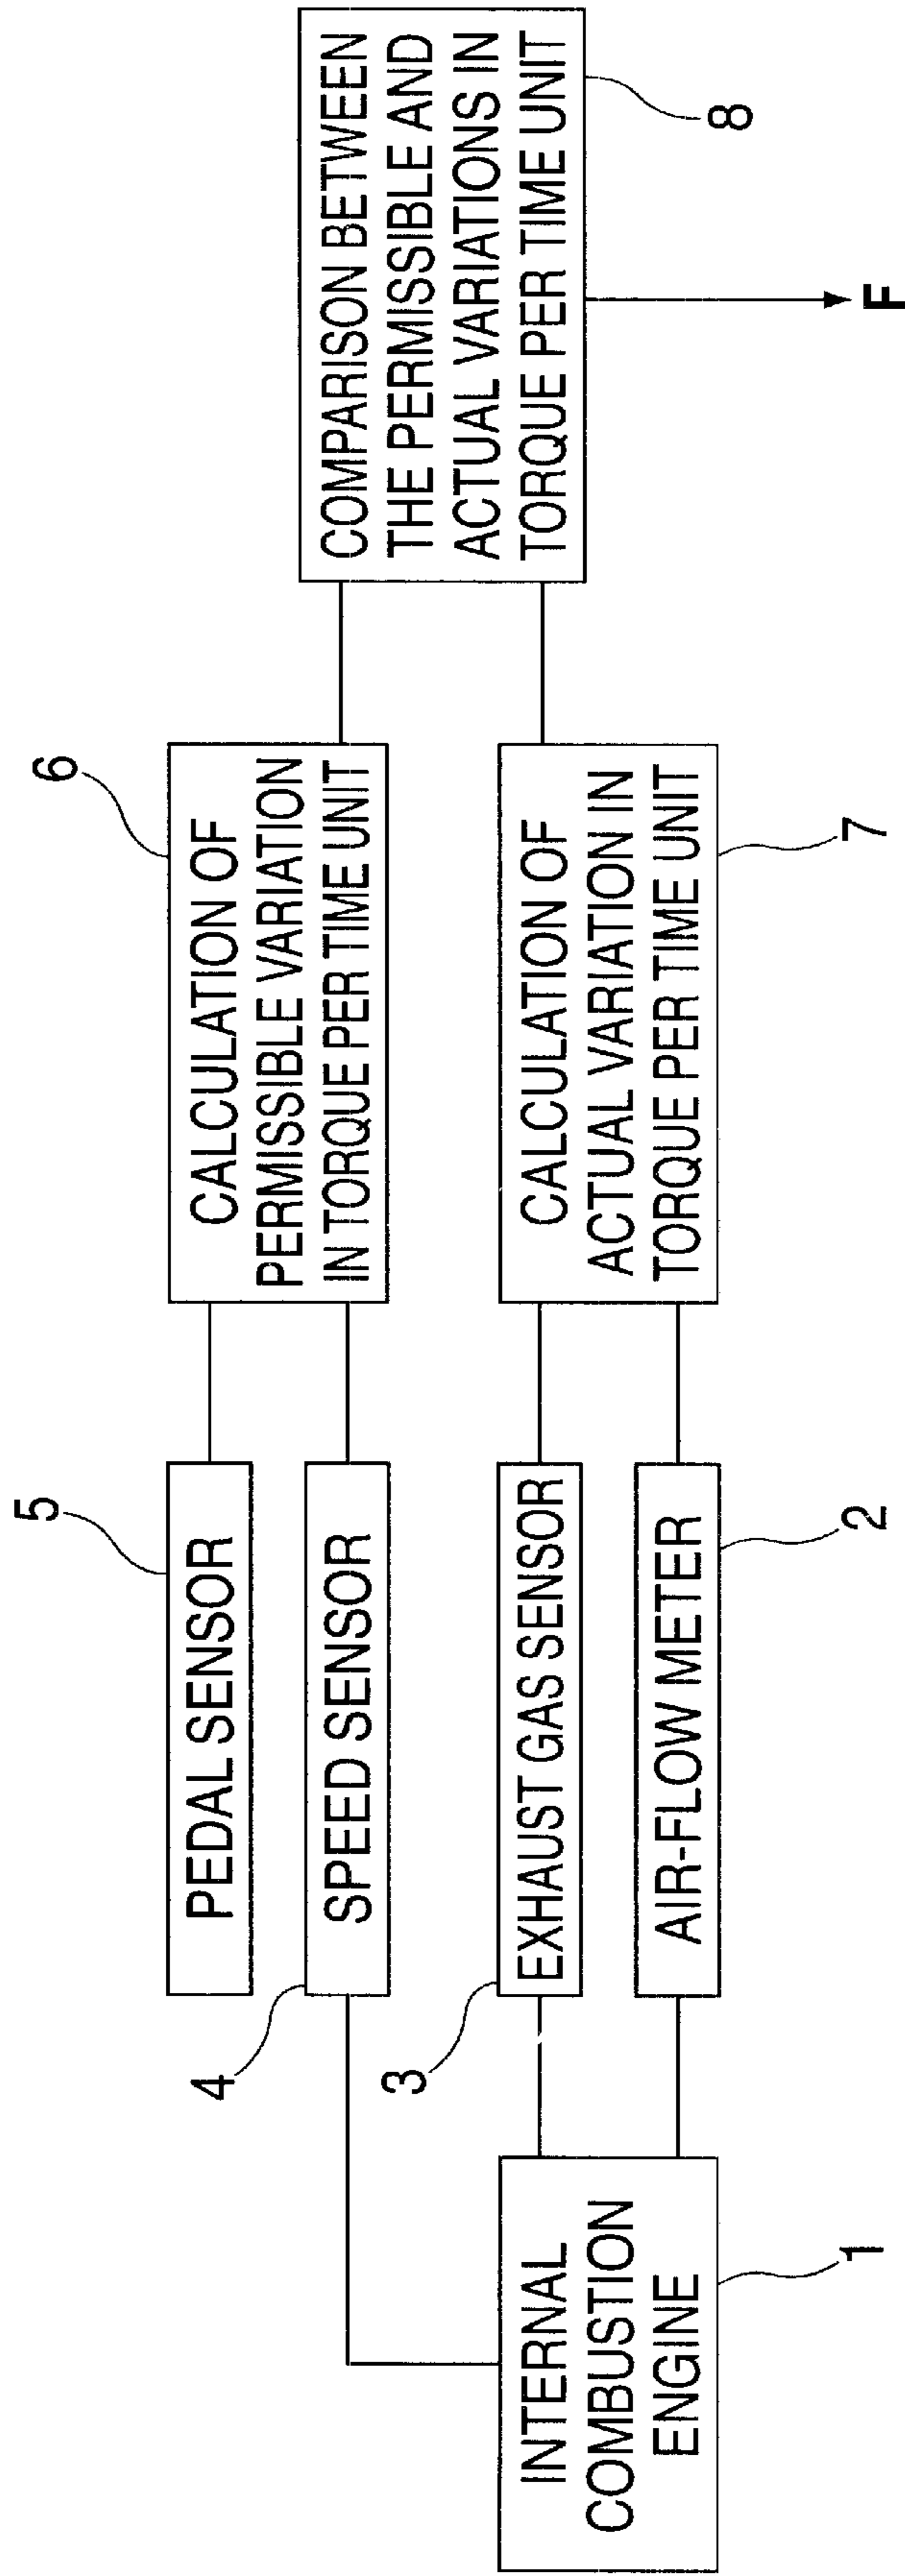 5
PEDAL SENSOR
4
SPEED SENSOR
3
EXHAUST GAS SENSOR
AIR-FLOW METER
2
INTERNAL
COMBUSTION
ENGINE
1
6
CALCULATION OF
PERMISSIBLE VARIATION
IN TORQUE PER TIME UNIT
CALCULATION OF
ACTUAL VARIATION IN
TORQUE PER TIME UNIT
7
COMPARISON BETWEEN
THE PERMISSIBLE AND
ACTUAL VARIATIONS IN
TORQUE PER TIME UNIT
8
F